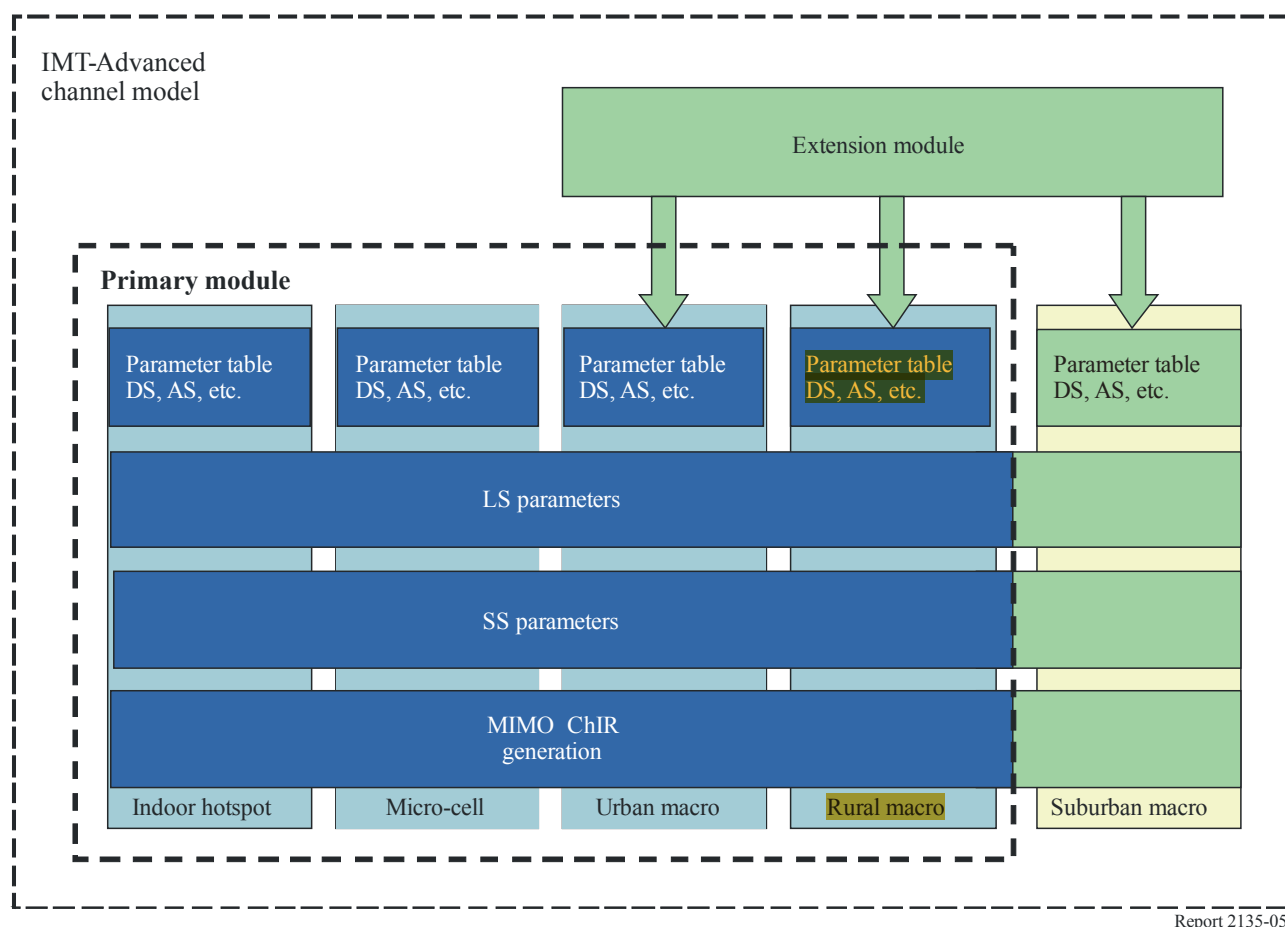 IMT-Advanced
channel model
Extension module
Primary module
Parameter table
DS, AS, etc.
Parameter table
DS, AS, etc.
Parameter table
DS, AS, etc.
Parameter table
DS, AS, etc.
Parameter table
DS, AS, etc.
LS parameters
SS parameters
MIMO ChIR
generation
Indoor hotspot
Micro-cell
Urban macro
Rural macro
Suburban macro
Report 2135-05